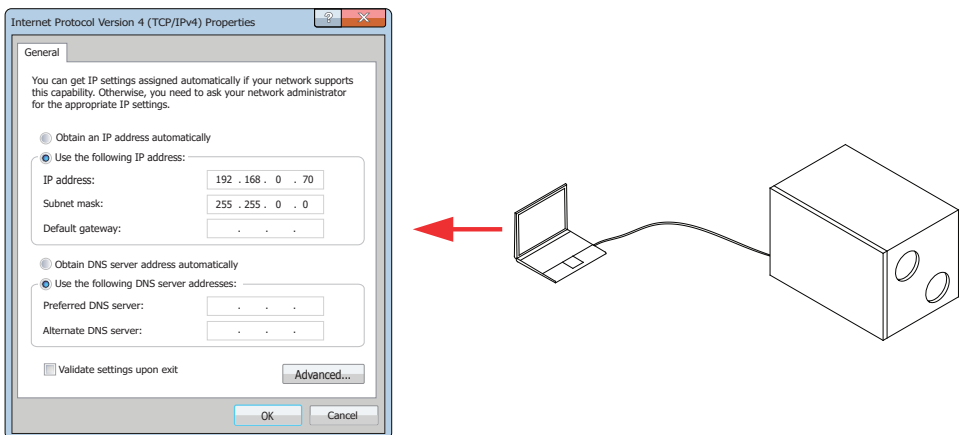 Internet Protocol Version 4 (TCP/IPv4) Properties
General
You can get IP settings assigned automatically if your network supports
this capability. Otherwise, you need to ask your network administrator
for the appropriate IP settings.
Obtain an IP address automatically
Use the following IP address:
IP address: 192 . 168 . 0 . 70
Subnet mask: 255 . 255 . 0 . 0
Default gateway: . . .
Obtain DNS server address automatically
Use the following DNS server addresses:
Preferred DNS server: . . .
Alternate DNS server: . . .
Validate settings upon exit
Advanced...
OK Cancel